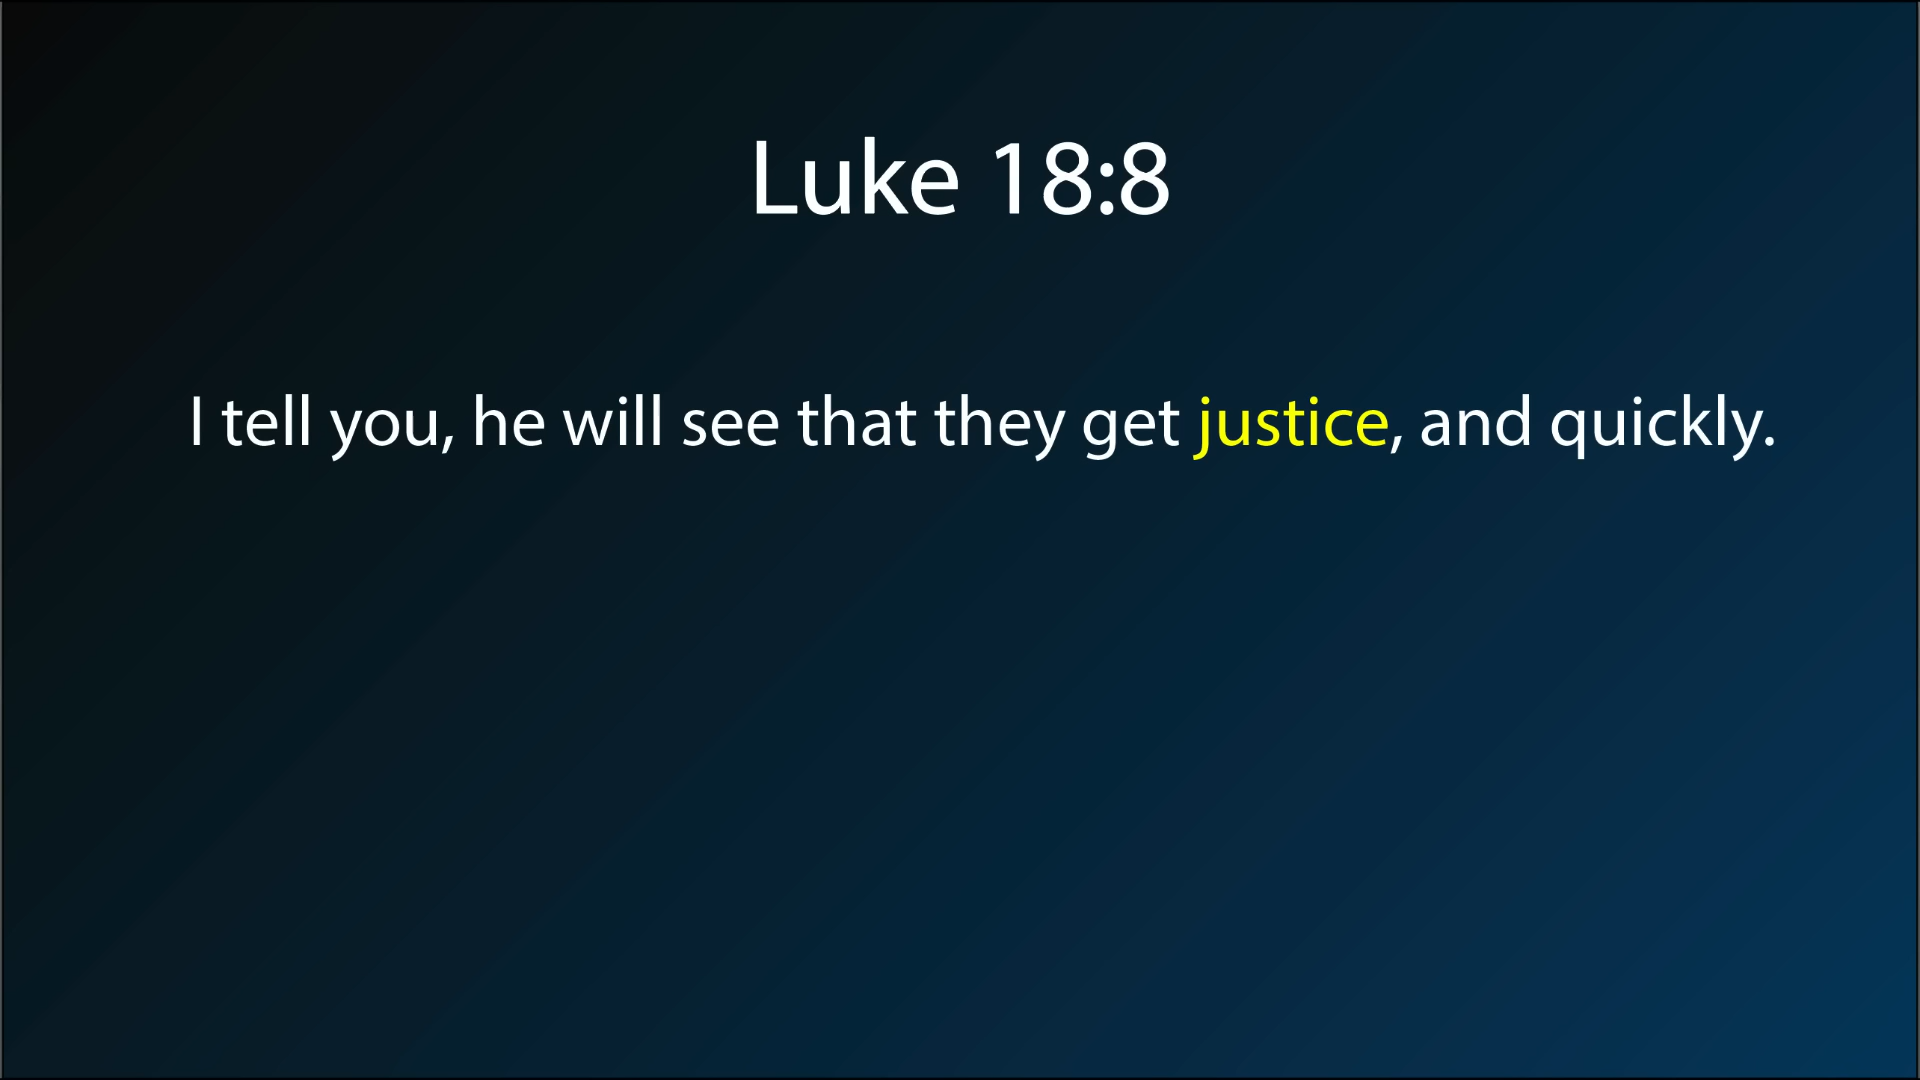 Luke 18:8
I tell you, he will see that they get justice, and quickly.